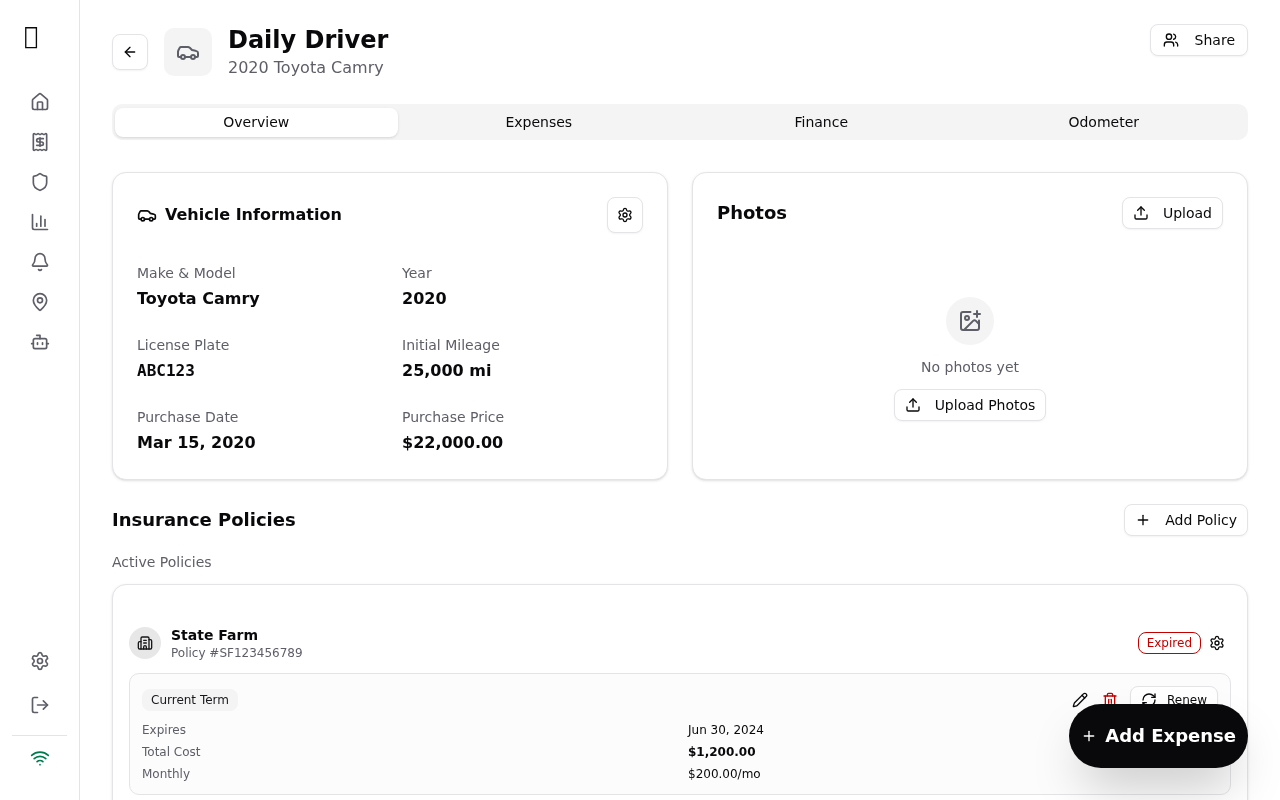 Daily Driver
2020 Toyota Camry
Share
Overview
Expenses
Finance
Odometer
Vehicle Information
Make & Model
Toyota Camry
Year
2020
License Plate
ABC123
Initial Mileage
25,000 mi
Purchase Date
Mar 15, 2020
Purchase Price
$22,000.00
Photos
Upload
No photos yet
Upload Photos
Insurance Policies
Add Policy
Active Policies
State Farm
Policy #SF123456789
Expired
Current Term
Renew
Expires
Jun 30, 2024
Total Cost
$1,200.00
Monthly
$200.00/mo
+ Add Expense